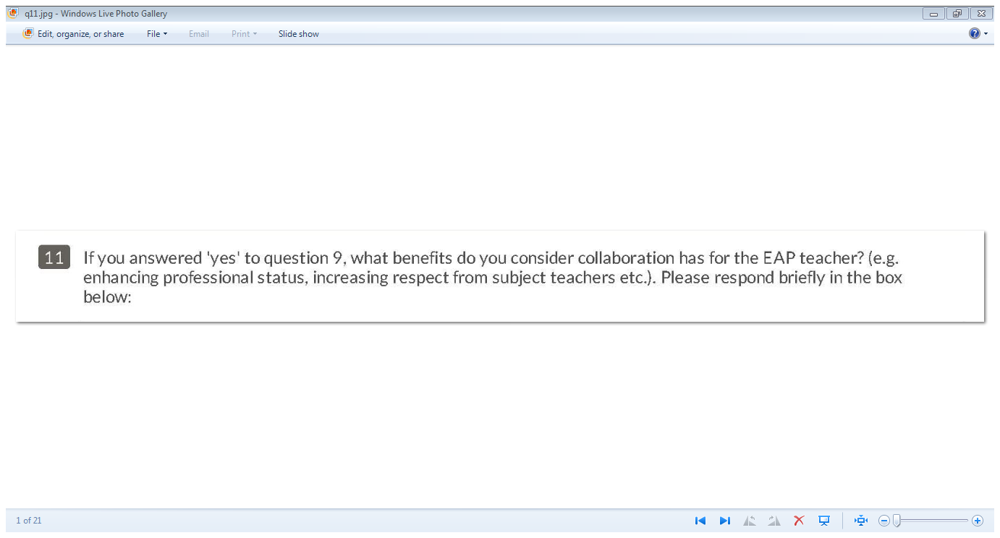 q11.jpg - Windows Live Photo Gallery
Edit, organize, or share File Email Print Slide show
11 If you answered 'yes' to question 9, what benefits do you consider collaboration has for the EAP teacher? (e.g.
enhancing professional status, increasing respect from subject teachers etc.). Please respond briefly in the box
below:
1 of 21